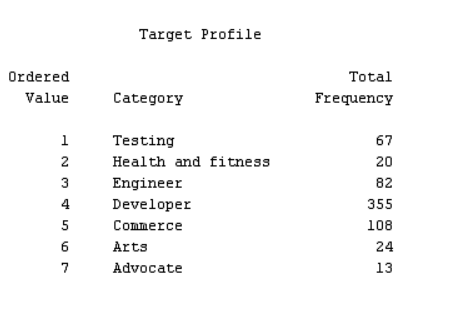 Target Profile
Ordered Total
Value Category Frequency
1 Testing 67
2 Health and fitness 20
3 Engineer 82
4 Developer 355
5 Commerce 108
6 Arts 24
7 Advocate 13